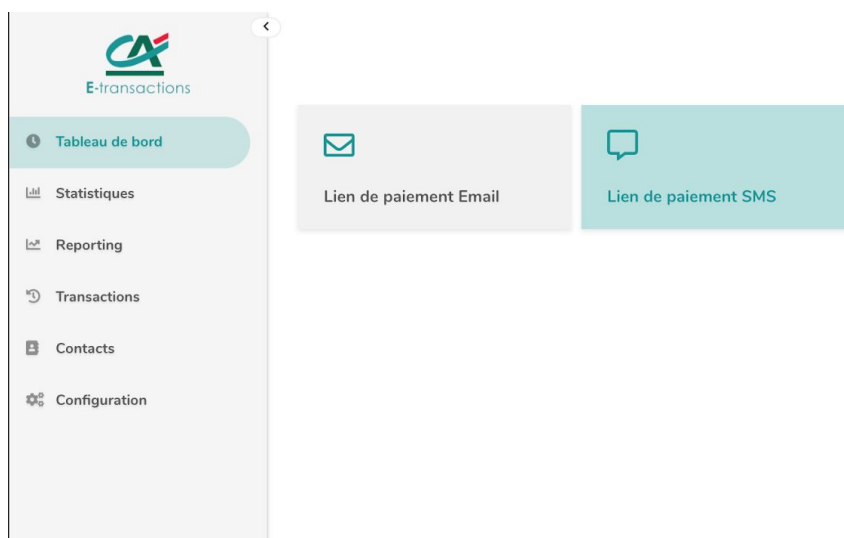 CA
E-transactions
Tableau de bord
Statistiques
Reporting
Transactions
Contacts
Configuration
Lien de paiement Email
Lien de paiement SMS